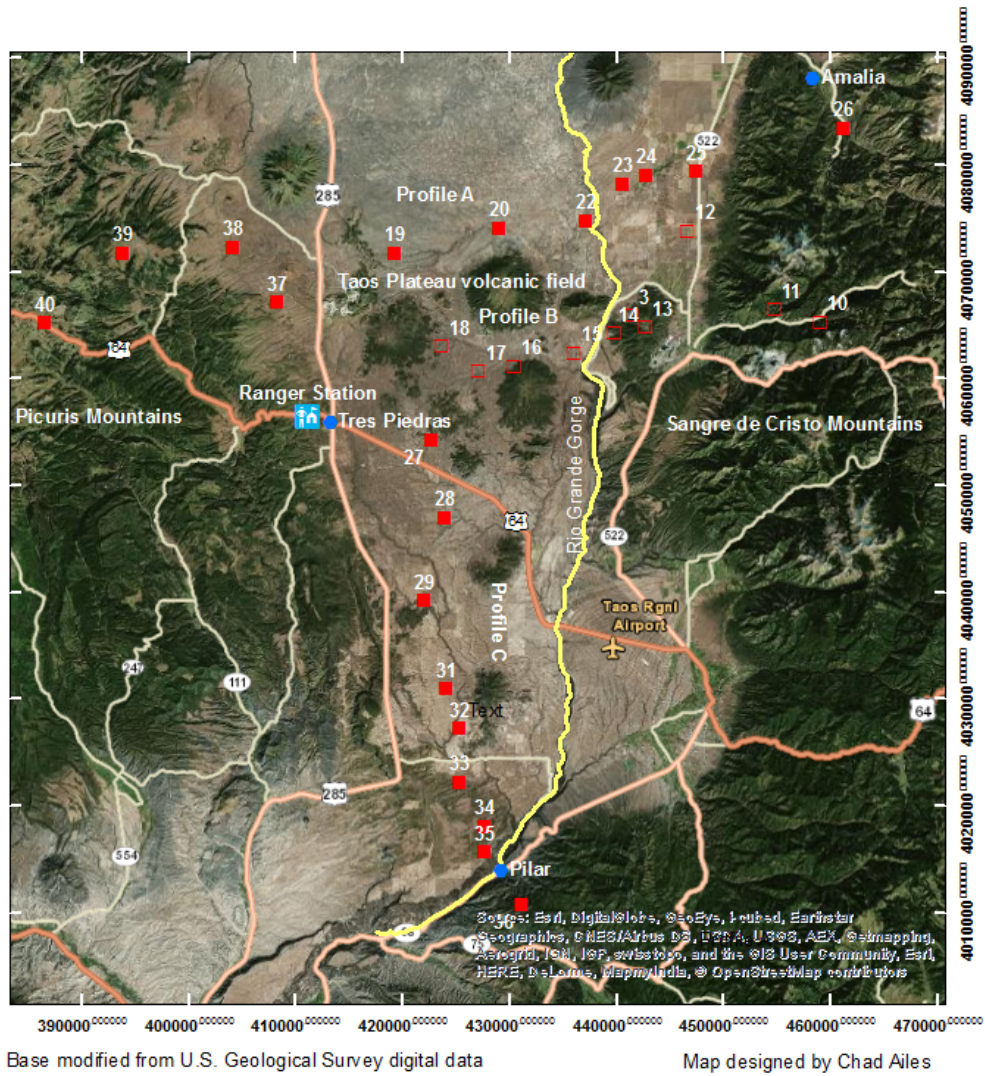 Amalia
26
522
23
24
25
285
Profile A
22
12
20
39
38
19
Taos Plateau volcanic field
37
11
10
3
40
Profile B
14
13
18
15
64
17
16
Ranger Station
Picuris Mountains
Tres Piedras
Sangre de Cristo Mountains
27
Rio Grande Gorge
28
64
522
29
Profile C
Taos Rgnl
Airport
247
111
31
32
Text
64
33
285
34
35
554
Pilar
75
Source: Esri, DigitalGlobe, GeoEye, i-cubed, Earthstar
Geographics, CNES/Airbus DS, USDA, USGS, AEX, Getmapping,
Aerogrid, IGN, IGP, swisstopo, and the GIS User Community, Esri,
HERE, DeLorme, MapmyIndia, © OpenStreetMap contributors
4090000
4080000
4070000
4060000
4050000
4040000
4030000
4020000
4010000
390000 400000 410000 420000 430000 440000 450000 460000 470000
Base modified from U.S. Geological Survey digital data
Map designed by Chad Ailes